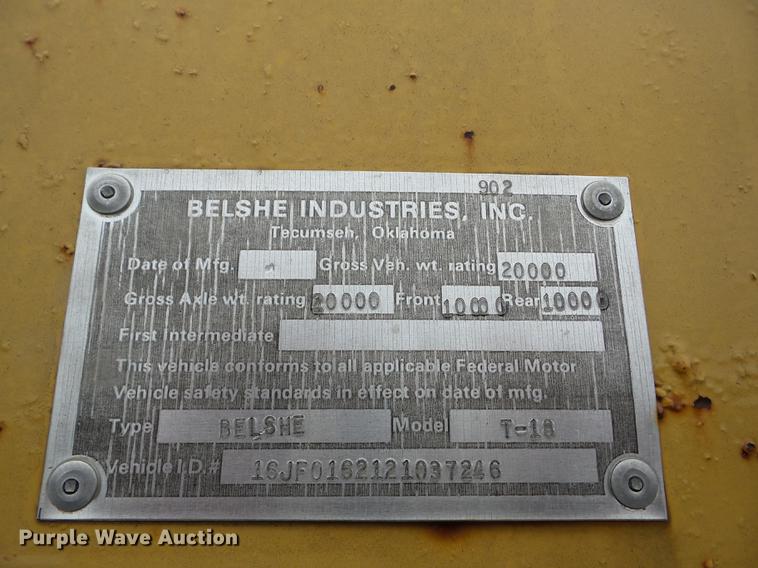 902
BELSHE INDUSTRIES, INC.
Tecumseh, Oklahoma
Date of Mfg. - Gross Veh. wt. rating 20000
Gross Axle wt. rating 20000 Front 10000 Rear 10000
First Intermediate
This vehicle conforms to all applicable Federal Motor
Vehicle safety standards in effect on date of mfg.
Type BELSHE Model T-18
Vehicle I.D.# 16JF0162121037246
Purple Wave Auction